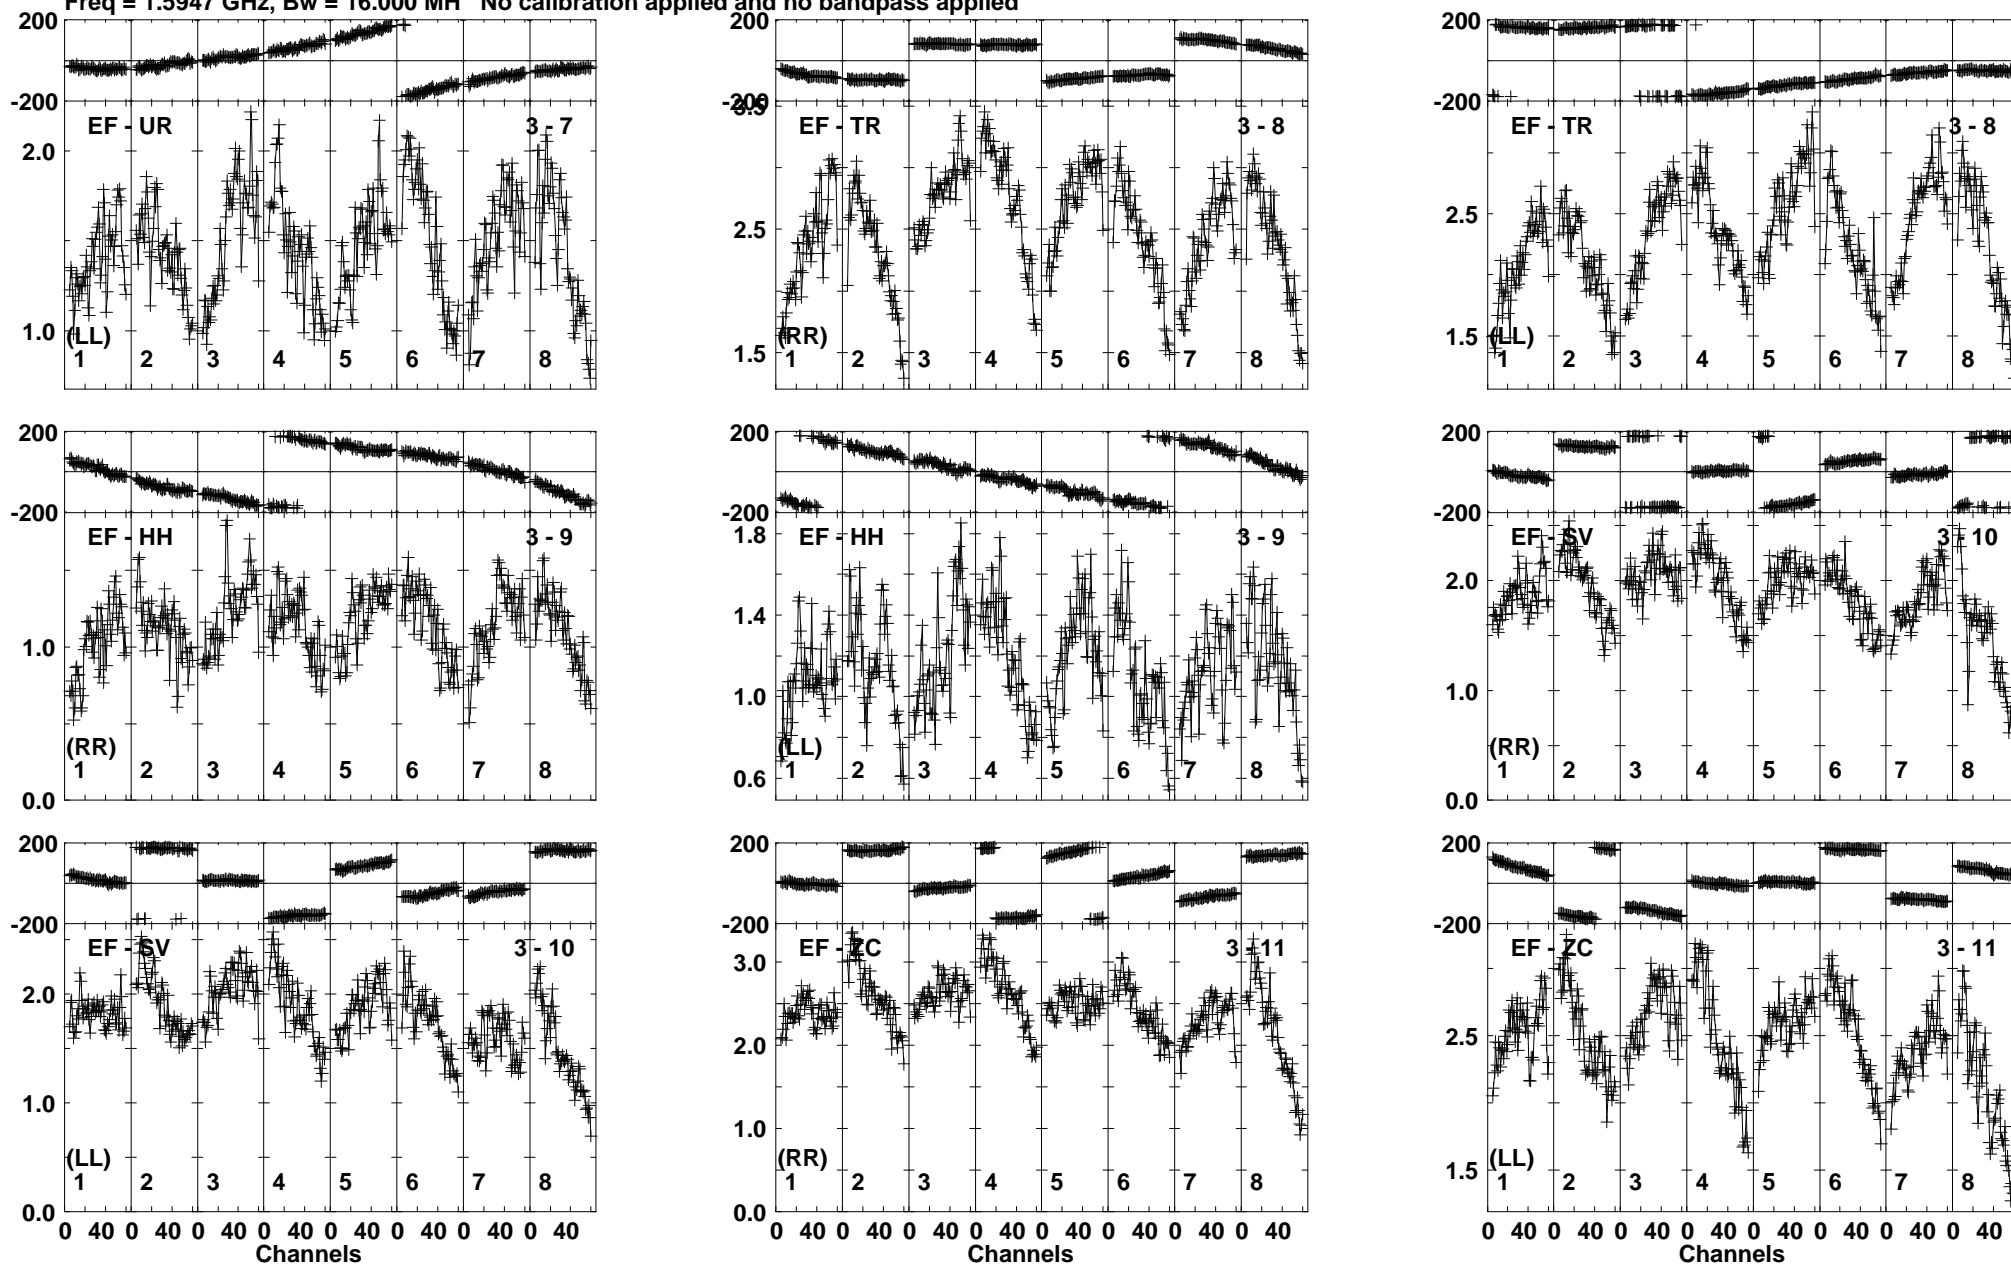 Freq = 1.5947 GHz, Bw = 16.000 MH No calibration applied and no bandpass applied
200 200 200
-200 -200 -200
3.5
EF - UR 3 - 7 EF - TR 3 - 8 EF - TR 3 - 8
2.0
2.5 2.5
1.0
(LL) (RR) 1.5 (LL) 1.5
1 2 3 4 5 6 7 8 1 2 3 4 5 6 7 8 1 2 3 4 5 6 7 8
200 200 200
-200 -200 -200
EF - HH 3 - 9 1.8 EF - HH 3 - 9 EF - SV 3 - 10
2.0
1.4
1.0 1.0 1.0
(RR) (LL) (RR)
1 2 3 4 5 6 7 8 0.6 1 2 3 4 5 6 7 8 1 2 3 4 5 6 7 8
0.0 0.0
200 200 200
-200 -200 -200
EF - SV 3 - 10 EF - ZC 3 - 11 EF - ZC 3 - 11
2.0 3.0
2.5
2.0
1.0 1.0
(LL) (RR) (LL) 1.5
1 2 3 4 5 6 7 8 1 2 3 4 5 6 7 8 1 2 3 4 5 6 7 8
0.0 0.0
0 40 0 40 0 40 0 40 0 40 0 40 0 40 0 40 0 40 0 40 0 40 0 40 0 40 0 40 0 40 0 40 0 40 0 40 0 40 0 40 0 40 0 40 0 40 0 40
Channels Channels Channels